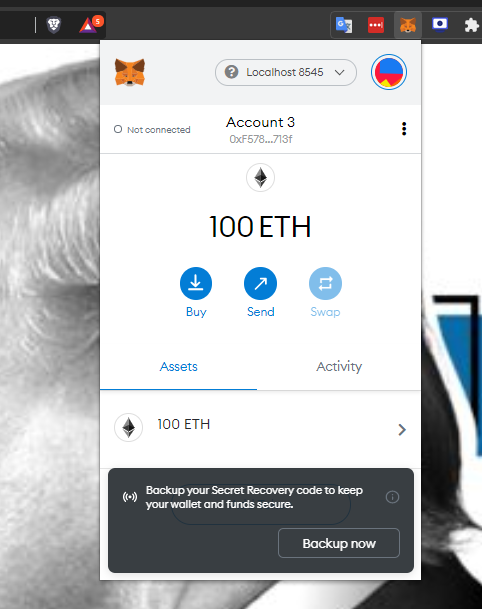 5
Localhost 8545
Not connected
Account 3
0xF578...713f
100 ETH
Buy
Send
Swap
Assets
Activity
100 ETH
Backup your Secret Recovery code to keep
your wallet and funds secure.
Backup now